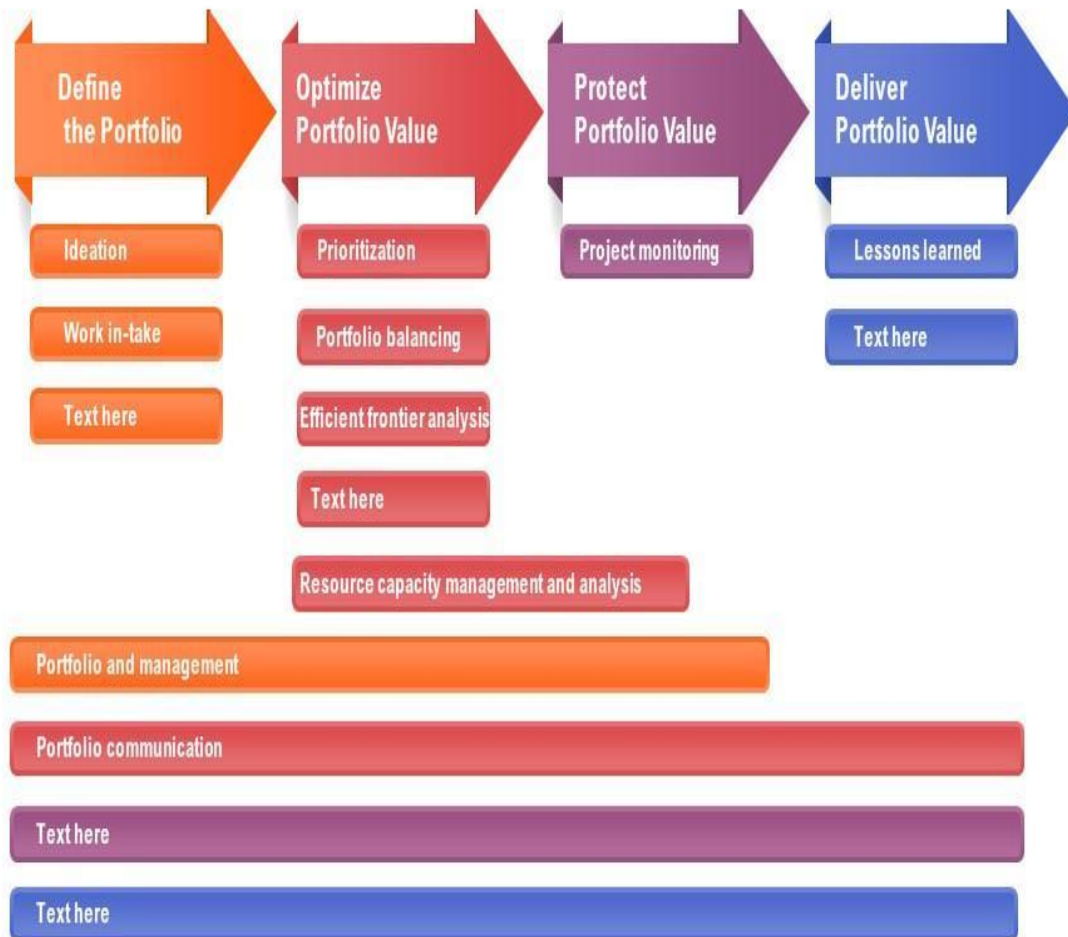 Define
the Portfolio
Optimize
Portfolio Value
Protect
Portfolio Value
Deliver
Portfolio Value
Ideation
Prioritization
Project monitoring
Lessons learned
Work in-take
Portfolio balancing
Text here
Text here
Efficient frontier analysis
Text here
Resource capacity management and analysis
Portfolio and management
Portfolio communication
Text here
Text here